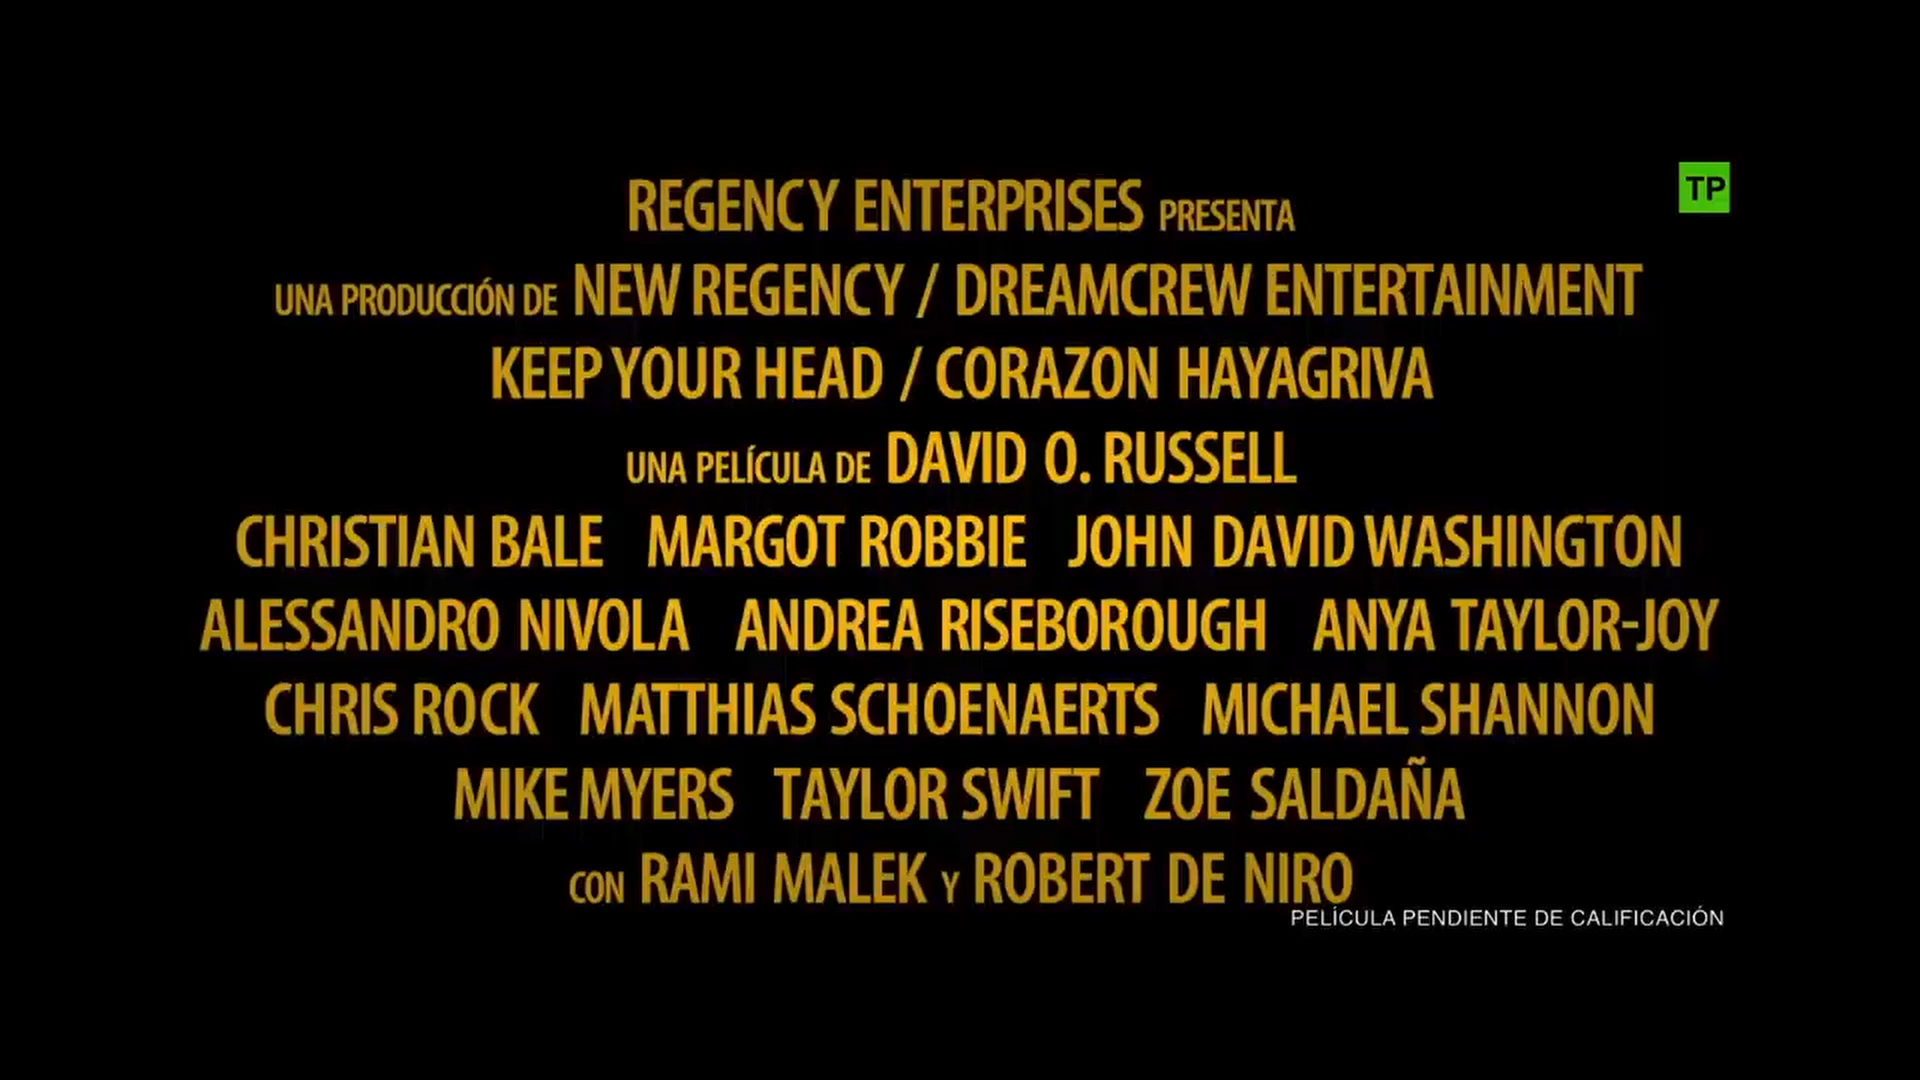 REGENCY ENTERPRISES PRESENTA
TP
UNA PRODUCCIÓN DE NEW REGENCY / DREAMCREW ENTERTAINMENT
KEEP YOUR HEAD / CORAZON HAYAGRIVA
UNA PELÍCULA DE DAVID O. RUSSELL
CHRISTIAN BALE MARGOT ROBBIE JOHN DAVID WASHINGTON
ALESSANDRO NIVOLA ANDREA RISEBOROUGH ANYA TAYLOR-JOY
CHRIS ROCK MATTHIAS SCHOENAERTS MICHAEL SHANNON
MIKE MYERS TAYLOR SWIFT ZOE SALDAÑA
CON RAMI MALEK Y ROBERT DE NIRO
PELÍCULA PENDIENTE DE CALIFICACIÓN